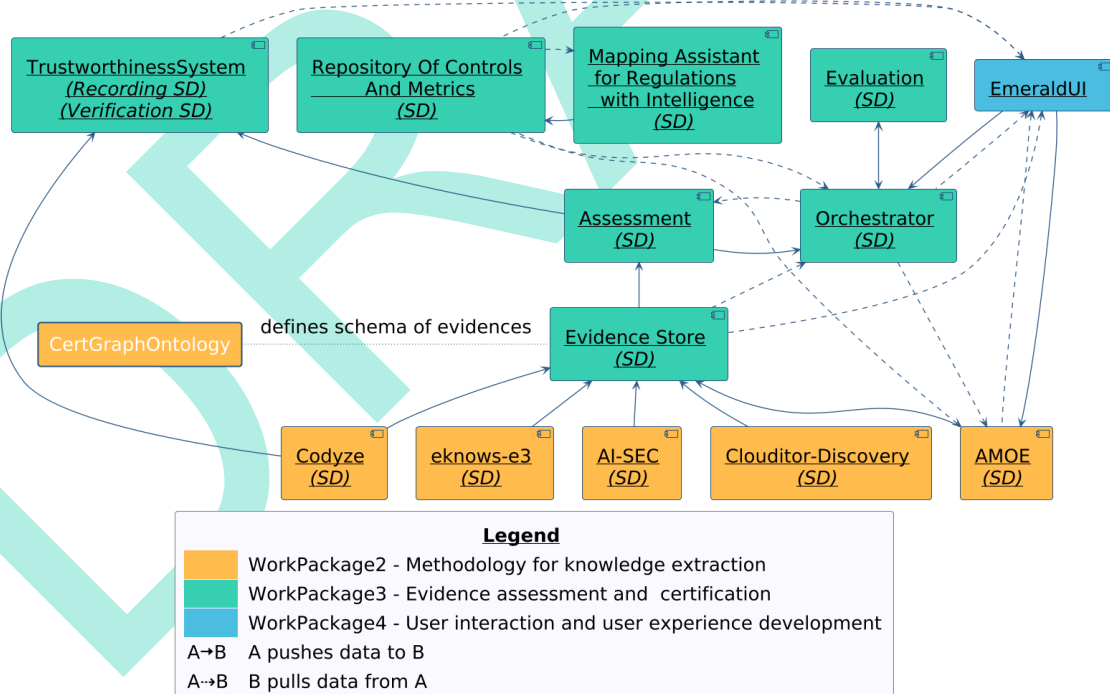 TrustworthinessSystem
(Recording SD)
(Verification SD)
Repository Of Controls
And Metrics
(SD)
Mapping Assistant
for Regulations
with Intelligence
(SD)
Evaluation
(SD)
EmeraldUI
Assessment
(SD)
Orchestrator
(SD)
CertGraphOntology
defines schema of evidences
Evidence Store
(SD)
Codyze
(SD)
eknows-e3
(SD)
AI-SEC
(SD)
Clouditor-Discovery
(SD)
AMOE
(SD)
Legend
WorkPackage2 - Methodology for knowledge extraction
WorkPackage3 - Evidence assessment and  certification
WorkPackage4 - User interaction and user experience development
A→B A pushes data to B
A⇢B B pulls data from A